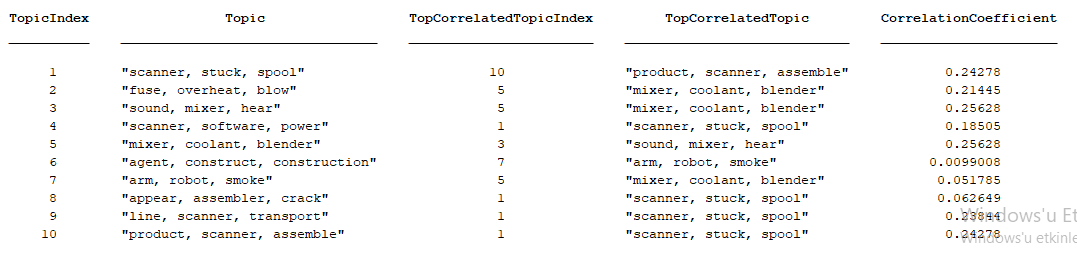 TopicIndex Topic TopCorrelatedTopicIndex TopCorrelatedTopic CorrelationCoefficient
1 "scanner, stuck, spool" 10 "product, scanner, assemble" 0.24278
2 "fuse, overheat, blow" 5 "mixer, coolant, blender" 0.21445
3 "sound, mixer, hear" 5 "mixer, coolant, blender" 0.25628
4 "scanner, software, power" 1 "scanner, stuck, spool" 0.18505
5 "mixer, coolant, blender" 3 "sound, mixer, hear" 0.25628
6 "agent, construct, construction" 7 "arm, robot, smoke" 0.0099008
7 "arm, robot, smoke" 5 "mixer, coolant, blender" 0.051785
8 "appear, assembler, crack" 1 "scanner, stuck, spool" 0.062649
9 "line, scanner, transport" 1 "scanner, stuck, spool" 0.23844
Windows'u Etk
10 "product, scanner, assemble" 1 "scanner, stuck, spool" 0.24278
Windows'u etkinle